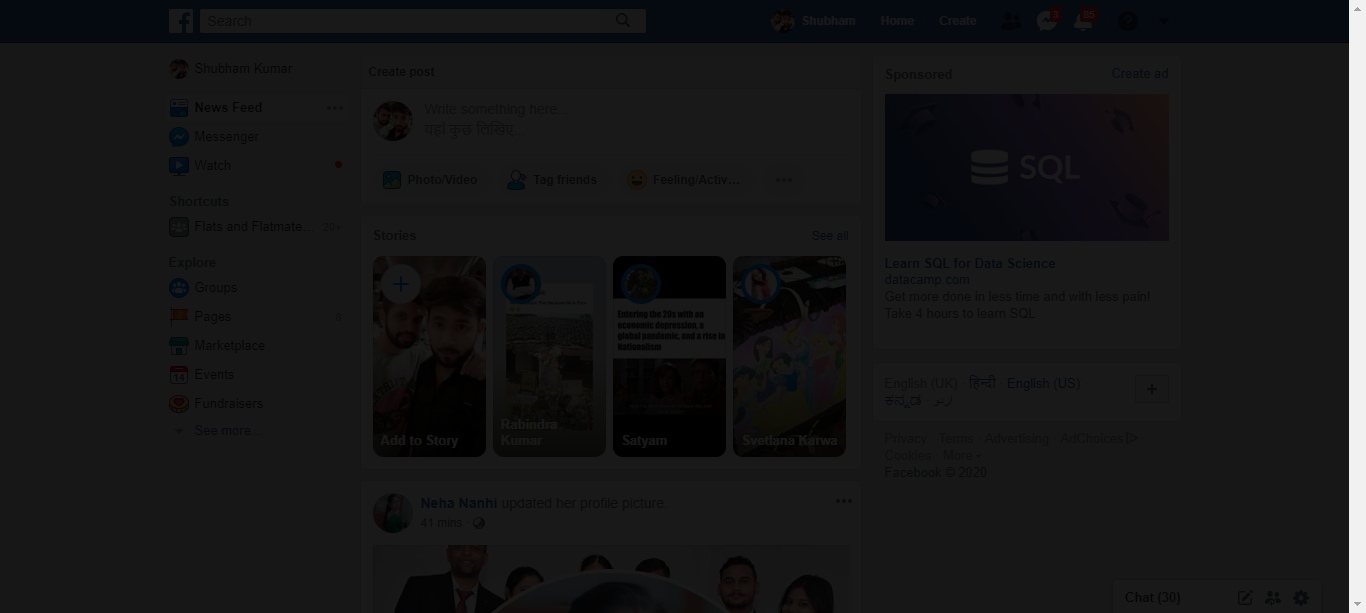 Search
Shubham
Home
Create
Shubham Kumar
News Feed
Messenger
Watch
Shortcuts
Flats and Flatmate... 20+
Explore
Groups
Pages
Marketplace
Events
Fundraisers
See more...
Create post
Write something here...
यहां कुछ लिखिए...
Photo/Video
Tag friends
Feeling/Activ...
Stories
See all
Add to Story
Rabindra
Kumar
Entering the 20s with an
economic depression, a
global pandemic, and a rise in
Nationalism
Satyam
Svetlana Karwa
Neha Nanhi updated her profile picture.
41 mins ·
Sponsored
Create ad
SQL
Learn SQL for Data Science
datacamp.com
Get more done in less time and with less pain!
Take 4 hours to learn SQL
English (UK) · हिन्दी · English (US) ·
ಕನ್ನಡ · اردو
Privacy · Terms · Advertising · AdChoices
Cookies · More
Facebook © 2020
Chat (30)